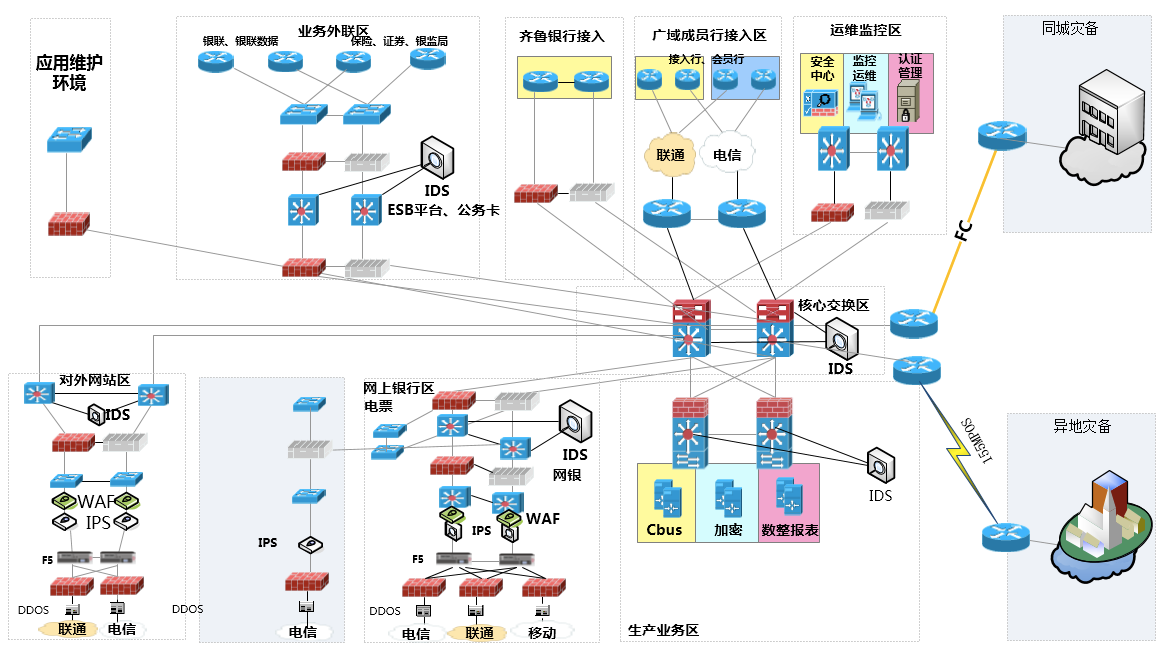 应用维护
环境
业务外联区
银联、银联数据
保险、证券、银监局
IDS
ESB平台、公务卡
齐鲁银行接入
广域成员行接入区
接入行、会员行
联通
电信
运维监控区
安全
中心
监控
运维
认证
管理
同城灾备
FC
核心交换区
IDS
对外网站区
IDS
WAF
IPS
F5
DDOS
联通
电信
DDOS
IPS
电信
网上银行区
电票
IDS
网银
IPS
WAF
F5
DDOS
电信
联通
移动
IDS
Cbus
加密
数整报表
生产业务区
155MPOS
异地灾备